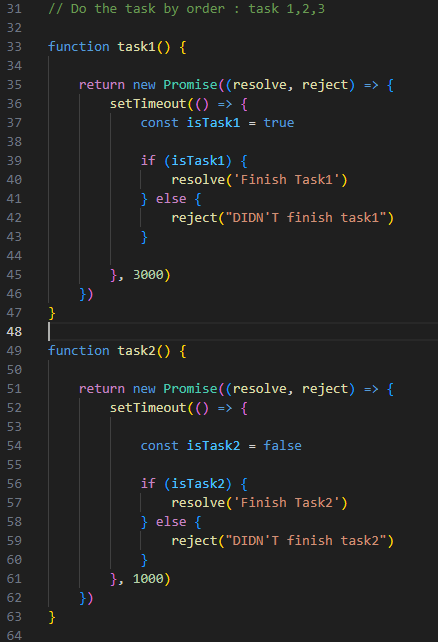 31 // Do the task by order : task 1,2,3
32
33 function task1() {
34
35 return new Promise((resolve, reject) => {
36 setTimeout(() => {
37 const isTask1 = true
38
39 if (isTask1) {
40 resolve('Finish Task1')
41 } else {
42 reject("DIDN'T finish task1")
43 }
44
45 }, 3000)
46 })
47 }
48
49 function task2() {
50
51 return new Promise((resolve, reject) => {
52 setTimeout(() => {
53
54 const isTask2 = false
55
56 if (isTask2) {
57 resolve('Finish Task2')
58 } else {
59 reject("DIDN'T finish task2")
60 }
61 }, 1000)
62 })
63 }
64